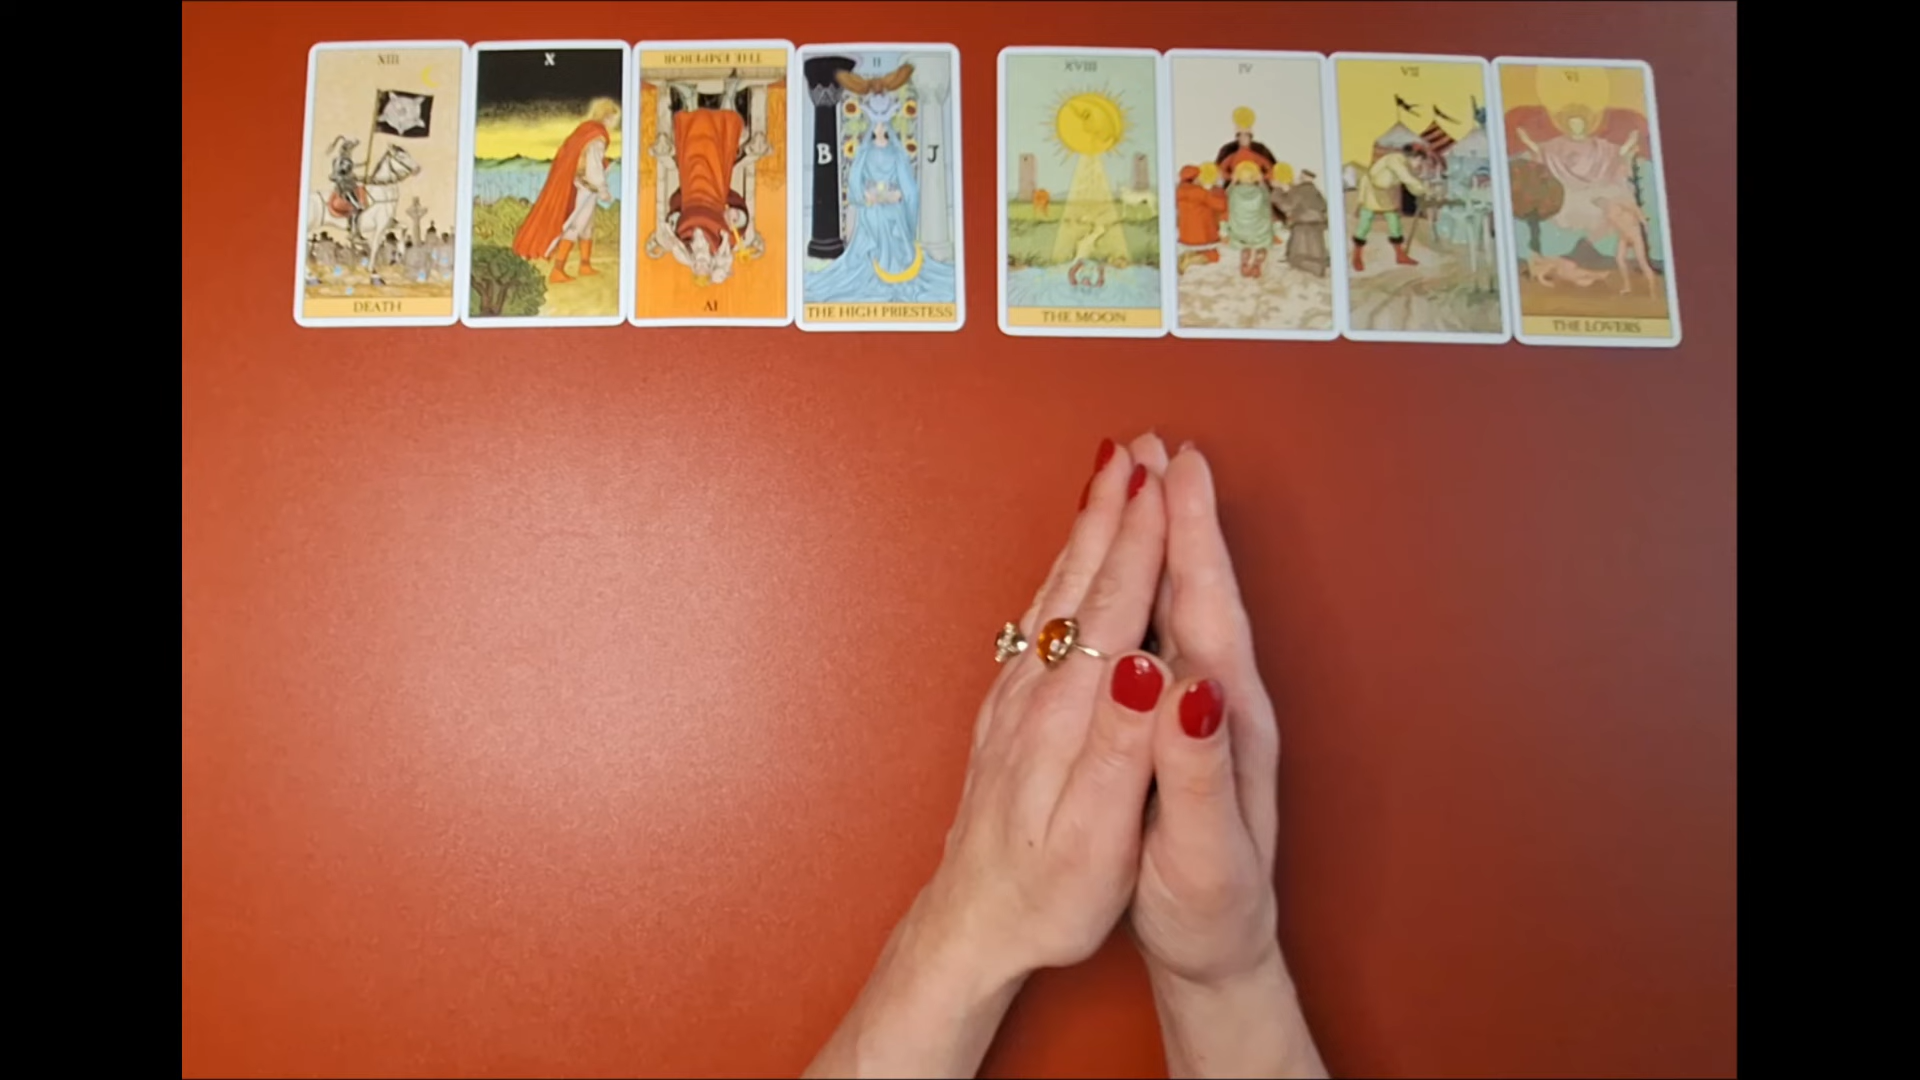 XIII
DEATH
X
THE EMPEROR
IV
II
B
J
THE HIGH PRIESTESS
XVIII
THE MOON
IV
VII
VI
THE LOVERS